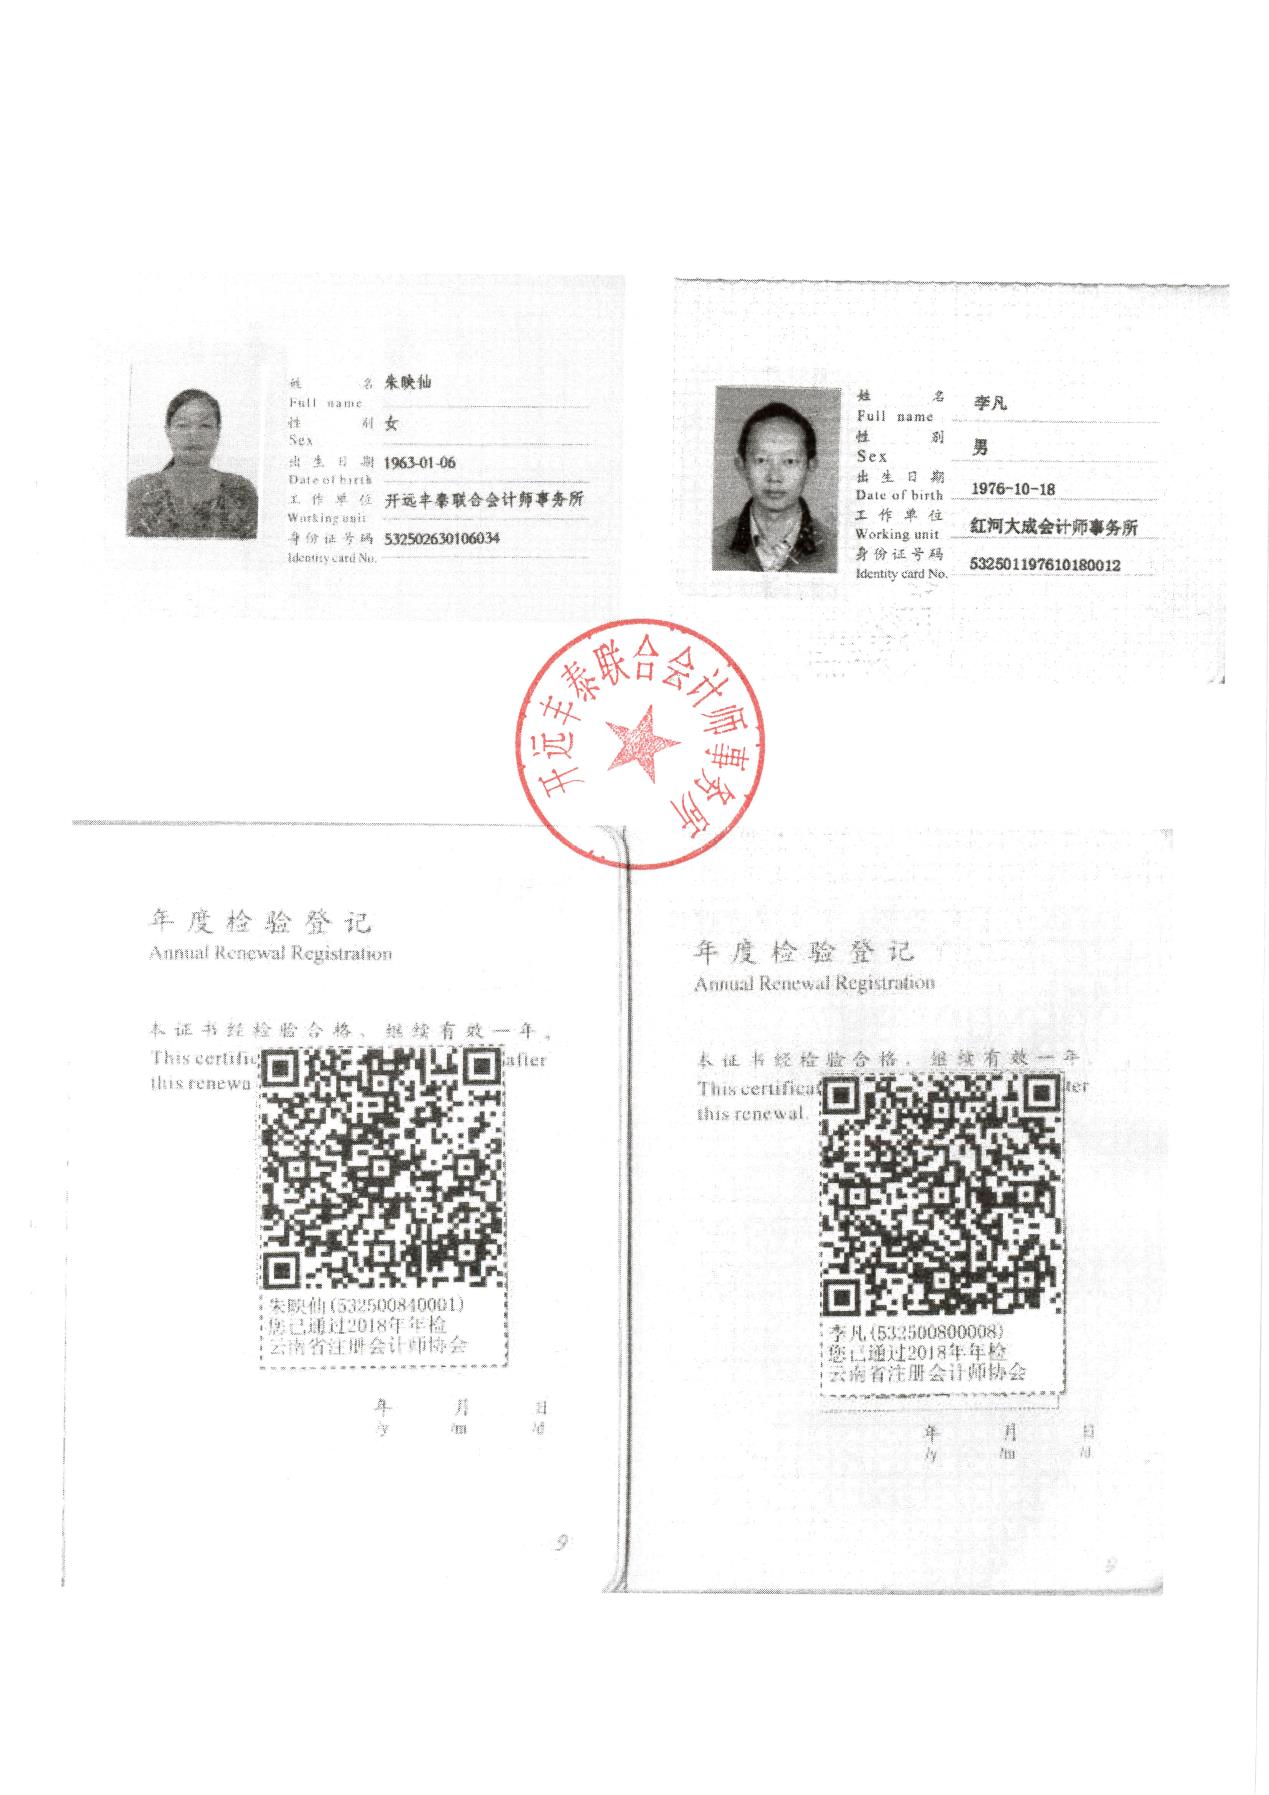 姓 名 朱映仙
Full name
性 别 女
Sex
出生日期 1963-01-06
Date of birth
工作单位 开远丰泰联合会计师事务所
Working unit
身份证号码 532502630106034
Identity card No.
姓 名 李凡
Full name
性 别 男
Sex
出生日期 1976-10-18
Date of birth
工作单位 红河大成会计师事务所
Working unit
身份证号码 532501197610180012
Identity card No.
开远丰泰联合会计师事务所
年度检验登记
Annual Renewal Registration
本证书经检验合格、继续有效一年。
This certific after
this renewa
朱映仙(532500840001)
您已通过2018年年检
云南省注册会计师协会
年 月 日
/y /m /d
9
年度检验登记
Annual Renewal Registration
本证书经检验合格、继续有效一年
This certificat ter
this renewal.
李凡(532500800008)
您已通过2018年年检
云南省注册会计师协会
年 月 日
/y /m /d